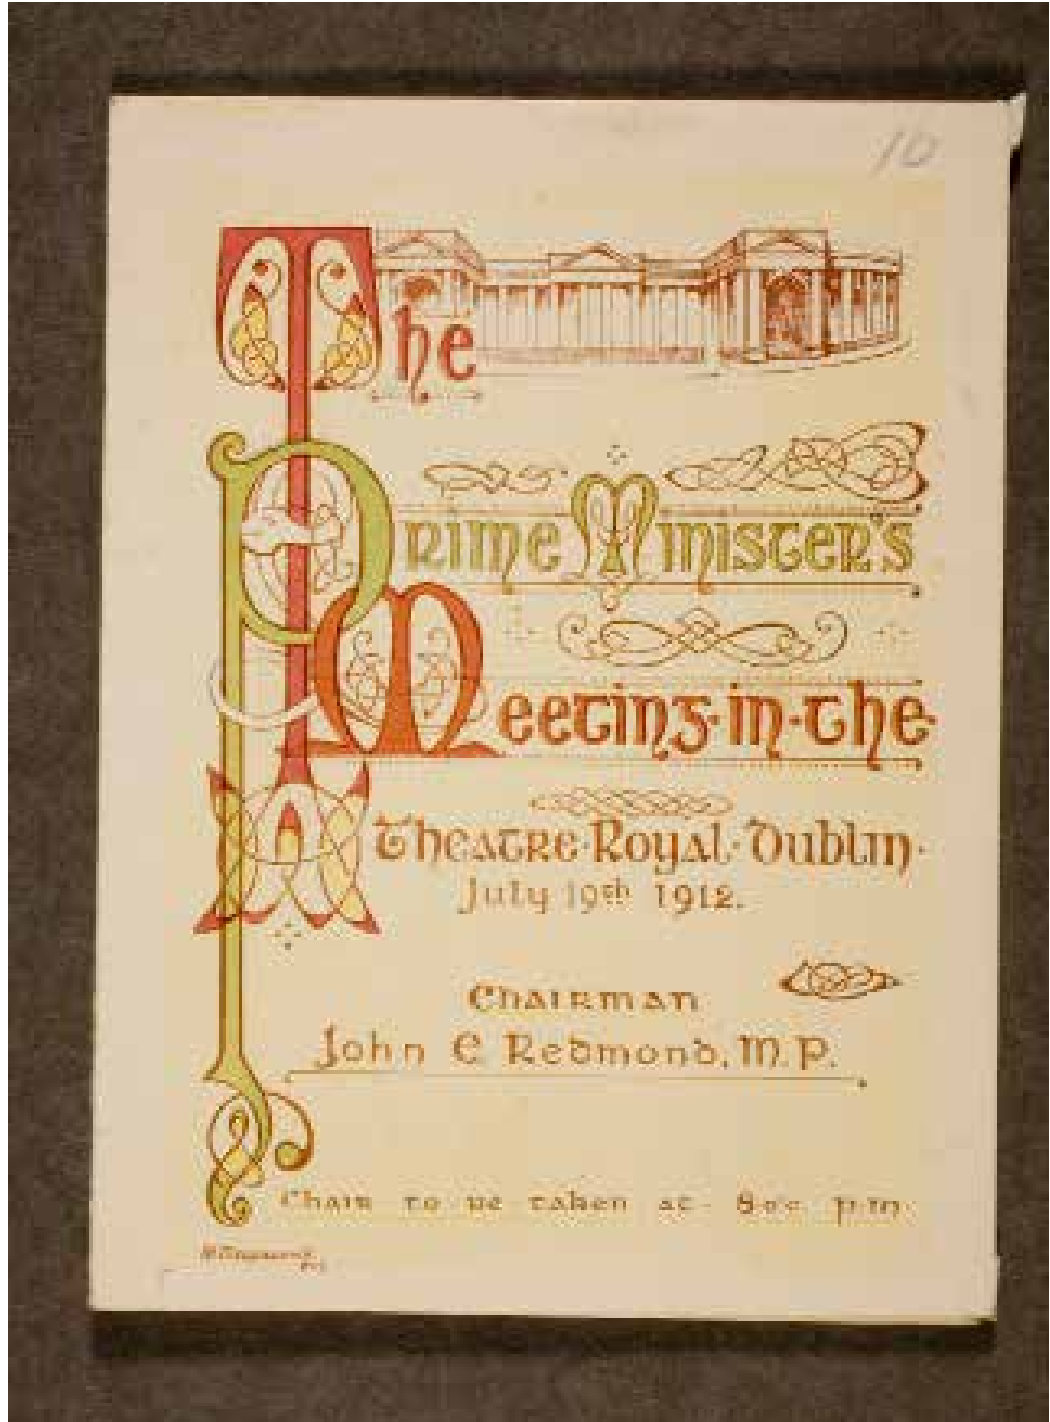 10
The
Prime Minister's
Meeting·in·the·
Theatre·Royal·Dublin·
July 19th 1912.
Chairman
John E Redmond, M.P.
Chair to be taken at · 8 o'c p·m·